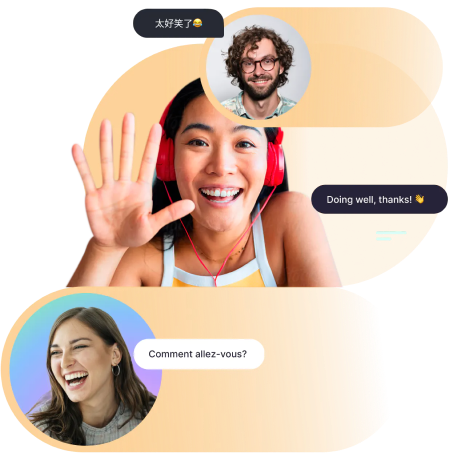 太好笑了😂
Doing well, thanks! 👋
Comment allez-vous?